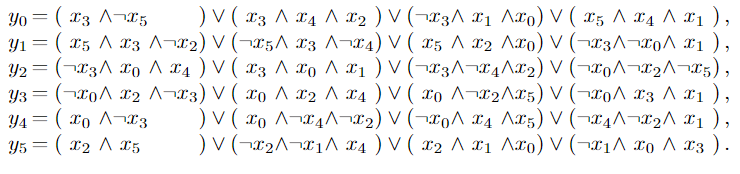 y₀ = ( x₃ ∧¬x₅ ) ∨ ( x₃ ∧ x₄ ∧ x₂ ) ∨ (¬x₃∧ x₁ ∧x₀) ∨ ( x₅ ∧ x₄ ∧ x₁ ) ,
y₁ = ( x₅ ∧ x₃ ∧¬x₂) ∨ (¬x₅∧ x₃ ∧¬x₄) ∨ ( x₅ ∧ x₂ ∧x₀) ∨ (¬x₃∧¬x₀∧ x₁ ) ,
y₂ = (¬x₃∧ x₀ ∧ x₄ ) ∨ ( x₃ ∧ x₀ ∧ x₁ ) ∨ (¬x₃∧¬x₄∧x₂) ∨ (¬x₀∧¬x₂∧¬x₅) ,
y₃ = (¬x₀∧ x₂ ∧¬x₃) ∨ ( x₀ ∧ x₂ ∧ x₄ ) ∨ ( x₀ ∧¬x₂∧x₅) ∨ (¬x₀∧ x₃ ∧ x₁ ) ,
y₄ = ( x₀ ∧¬x₃ ) ∨ ( x₀ ∧¬x₄∧¬x₂) ∨ (¬x₀∧ x₄ ∧x₅) ∨ (¬x₄∧¬x₂∧ x₁ ) ,
y₅ = ( x₂ ∧ x₅ ) ∨ (¬x₂∧¬x₁∧ x₄ ) ∨ ( x₂ ∧ x₁ ∧x₀) ∨ (¬x₁∧ x₀ ∧ x₃ ) .